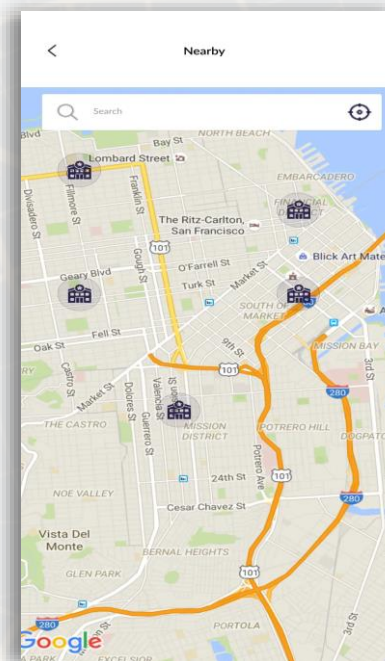 Nearby
Search
Blvd
Bay St
NORTH BEACH
Lombard Street
EMBARCADERO
Divisadero St
Fillmore St
Franklin St
FINANCIAL
DISTRICT
The Ritz-Carlton,
San Francisco
101
Gough St
Blick Art Mate
O'Farrell St
Geary Blvd
Turk St
Market St
SOUTH OF
MARKET
80
Fell St
Oak St
9th St
MISSION BAY
3rd St
Castro St
101
Market St
Dolores St
Valencia St
Guerrero St
280
THE CASTRO
MISSION
DISTRICT
POTRERO HILL
DOGPATC
Potrero Ave
24th St
101
NOE VALLEY
Cesar Chavez St
280
Vista Del
Monte
BERNAL HEIGHTS
GLEN PARK
101
280
3rd St
Google
PORTOLA
EXCELSIOR